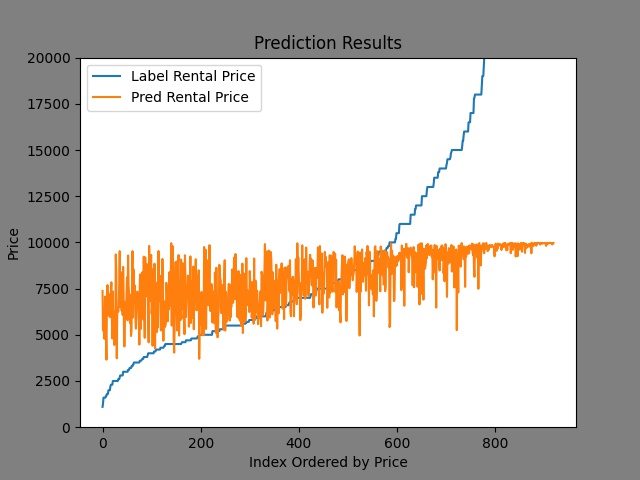 Prediction Results
20000
17500
15000
12500
10000
7500
5000
2500
0
Price
Label Rental Price
Pred Rental Price
0 200 400 600 800
Index Ordered by Price